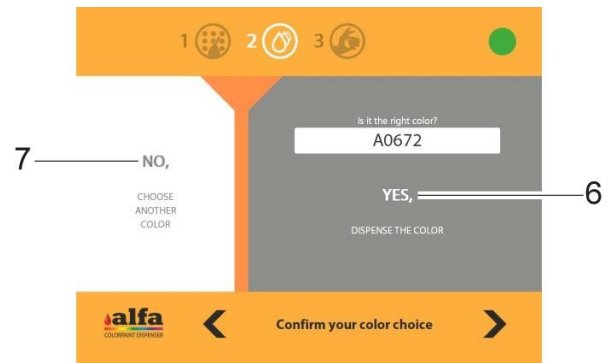 1 2 3
Is it the right color?
A0672
7 NO,
YES, 6
CHOOSE
ANOTHER
COLOR
DISPENSE THE COLOR
alfa
COLORPAINT DISPENSER
Confirm your color choice